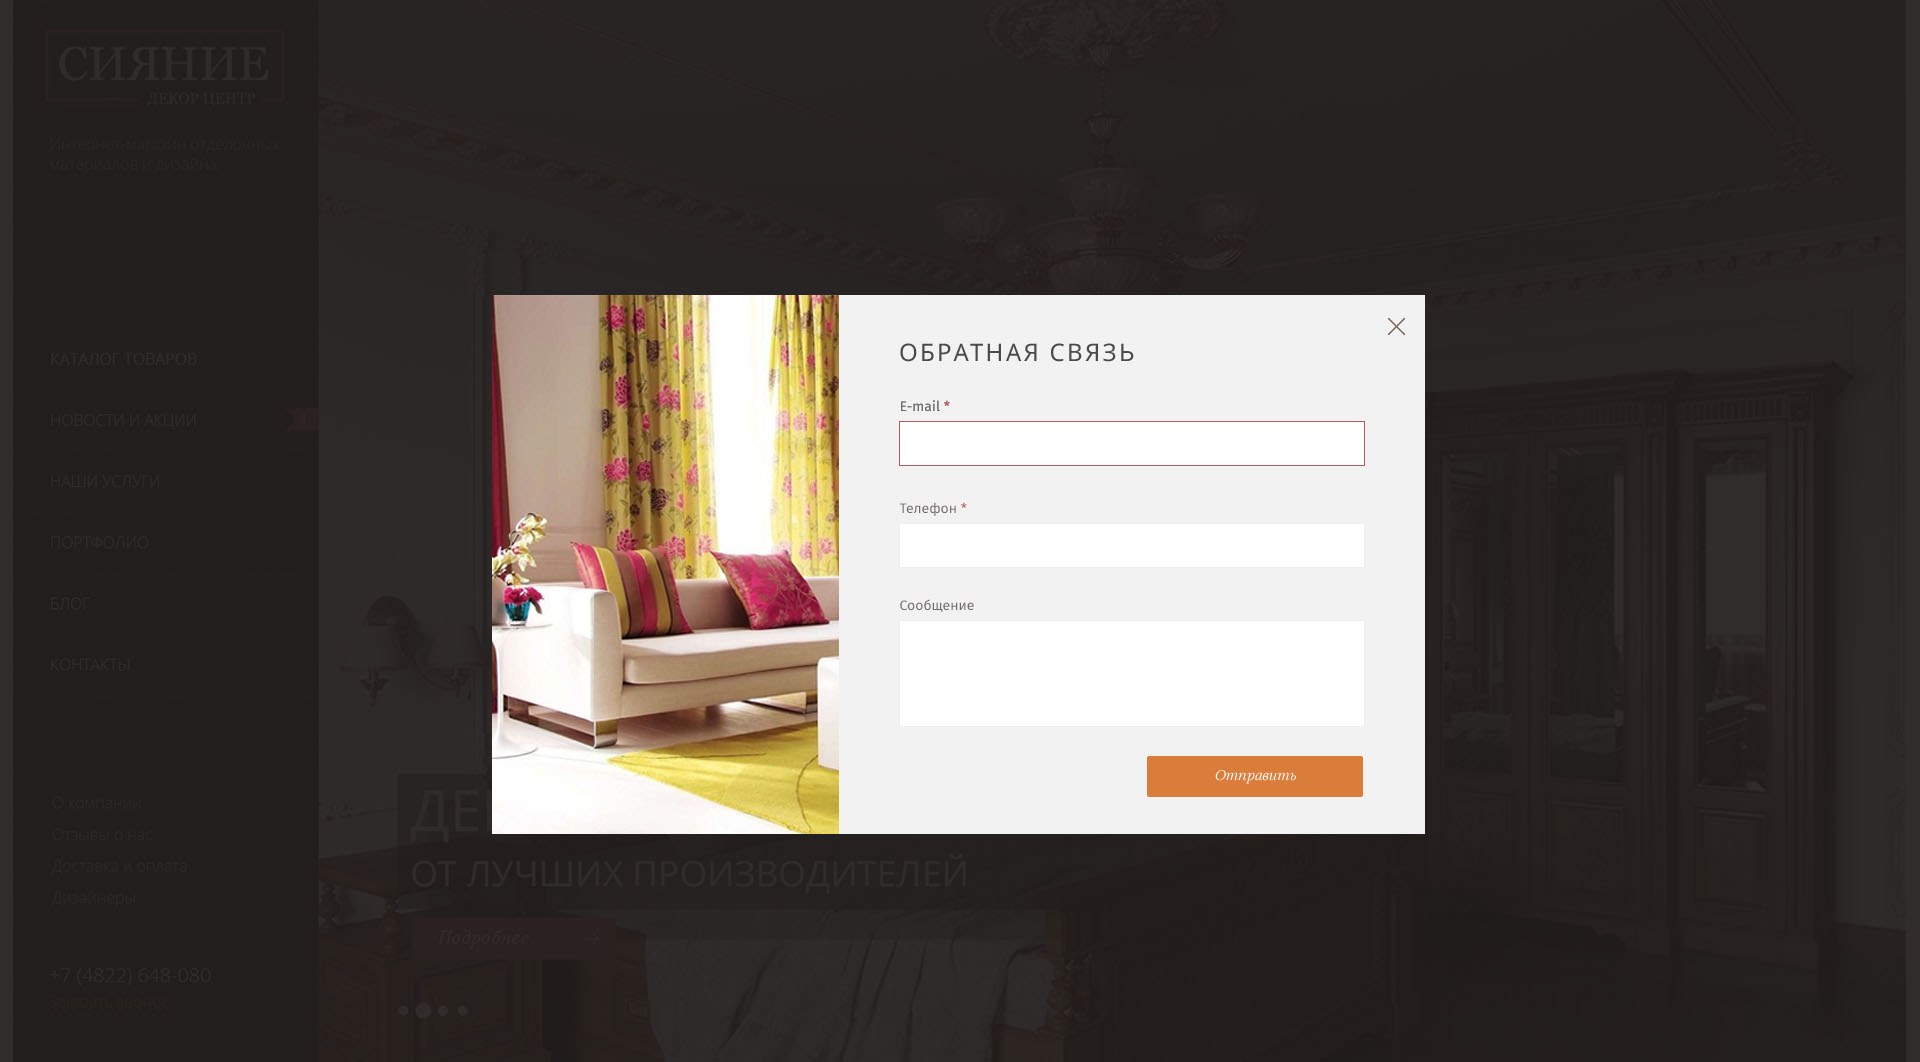 СИЯНИЕ
ДЕКОР ЦЕНТР
Интернет-магазин отделочных
материалов и дизайна
КАТАЛОГ ТОВАРОВ
НОВОСТИ И АКЦИИ
НАШИ УСЛУГИ
ПОРТФОЛИО
БЛОГ
КОНТАКТЫ
О компании
Отзывы о нас
Доставка и оплата
Дизайнеры
+7 (4822) 648-080
Заказать звонок
ОБРАТНАЯ СВЯЗЬ
E-mail *
Телефон *
Сообщение
Отправить
ОТ ЛУЧШИХ ПРОИЗВОДИТЕЛЕЙ
Подробнее →